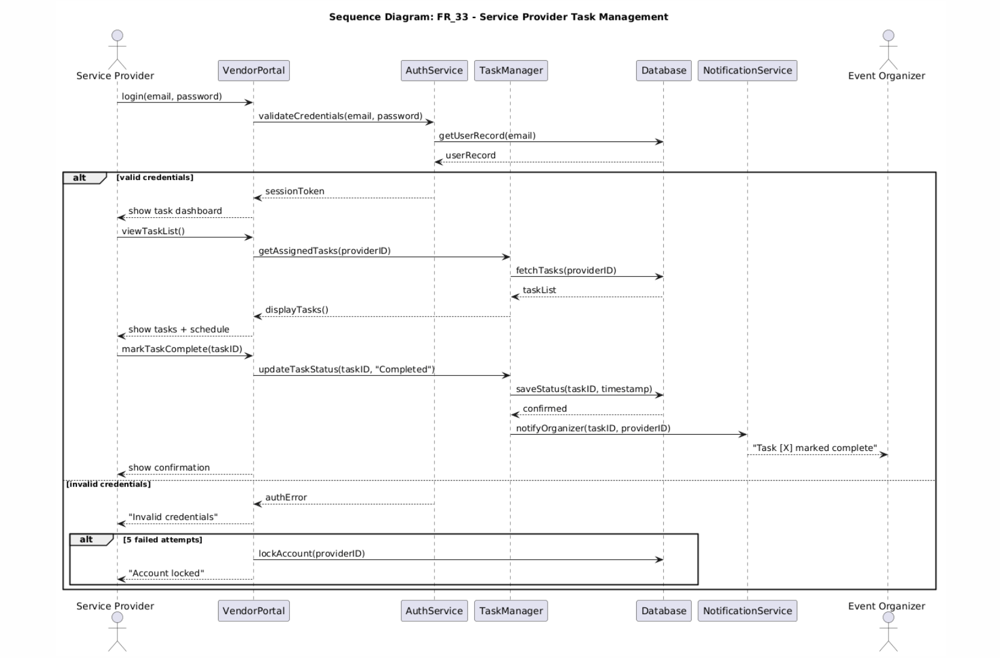 Sequence Diagram: FR_33 - Service Provider Task Management
Service Provider
VendorPortal
AuthService
TaskManager
Database
NotificationService
Event Organizer
login(email, password)
validateCredentials(email, password)
getUserRecord(email)
userRecord
alt [valid credentials]
sessionToken
show task dashboard
viewTaskList()
getAssignedTasks(providerID)
fetchTasks(providerID)
taskList
displayTasks()
show tasks + schedule
markTaskComplete(taskID)
updateTaskStatus(taskID, "Completed")
saveStatus(taskID, timestamp)
confirmed
notifyOrganizer(taskID, providerID)
"Task [X] marked complete"
show confirmation
[invalid credentials]
authError
"Invalid credentials"
alt [5 failed attempts]
lockAccount(providerID)
"Account locked"
Service Provider
VendorPortal
AuthService
TaskManager
Database
NotificationService
Event Organizer